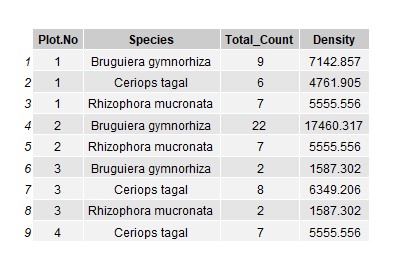 Plot.No Species Total_Count Density
1 1 Bruguiera gymnorhiza 9 7142.857
2 1 Ceriops tagal 6 4761.905
3 1 Rhizophora mucronata 7 5555.556
4 2 Bruguiera gymnorhiza 22 17460.317
5 2 Rhizophora mucronata 7 5555.556
6 3 Bruguiera gymnorhiza 2 1587.302
7 3 Ceriops tagal 8 6349.206
8 3 Rhizophora mucronata 2 1587.302
9 4 Ceriops tagal 7 5555.556